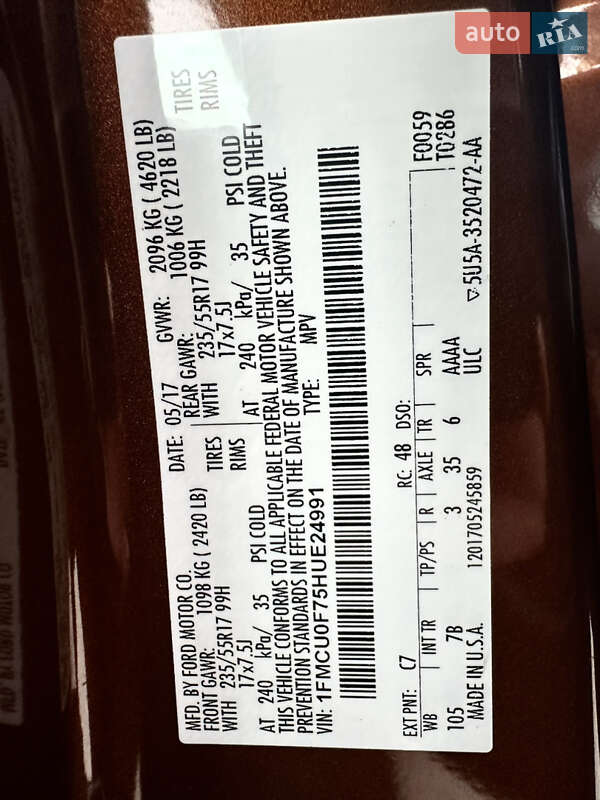 auto RIA.com
MFD. BY FORD MOTOR CO.
DATE: 05/17 GVWR: 2096 KG ( 4620 LB)
FRONT GAWR: 1098 KG ( 2420 LB)
REAR GAWR: 1006 KG ( 2218 LB)
WITH 235/55R17 99H TIRES
WITH 235/55R17 99H TIRES
17x7.5J RIMS
17x7.5J RIMS
AT 240 kPa/ 35 PSI COLD
AT 240 kPa/ 35 PSI COLD
THIS VEHICLE CONFORMS TO ALL APPLICABLE FEDERAL MOTOR VEHICLE SAFETY AND THEFT
PREVENTION STANDARDS IN EFFECT ON THE DATE OF MANUFACTURE SHOWN ABOVE.
VIN: 1FMCU0F75HUE24991 TYPE: MPV
F0059
T0286
EXT PNT: C7 RC: 48 DSO:
WB INT TR TP/PS R AXLE TR SPR
105 7B 3 35 6 AAAA
ULC
MADE IN U.S.A. 1201705245859
5U5A-3520472-AA